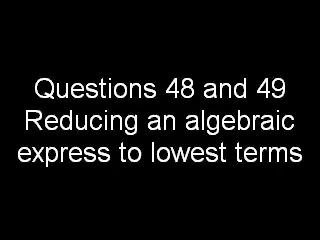 Questions 48 and 49
Reducing an algebraic
express to lowest terms